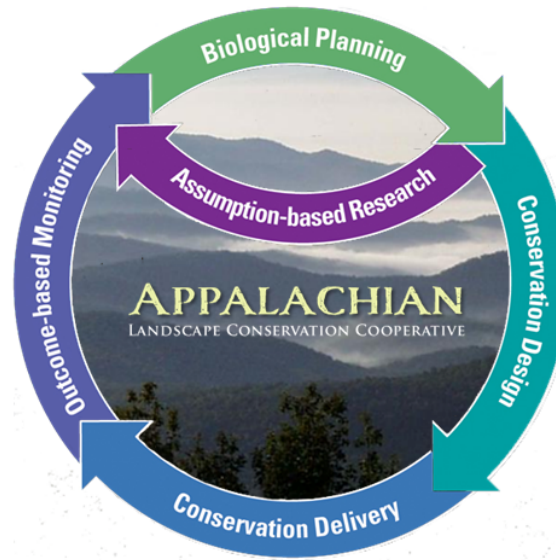 Biological Planning
Assumption-based Research
Conservation Design
Outcome-based Monitoring
APPALACHIAN
LANDSCAPE CONSERVATION COOPERATIVE
Conservation Delivery